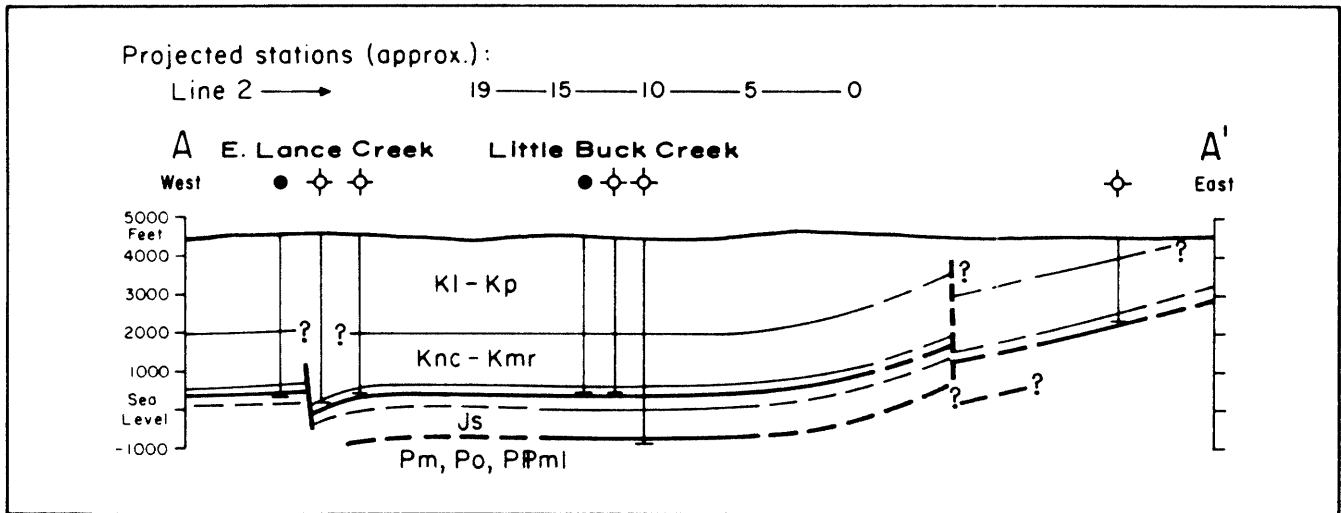 Projected stations (approx.):
Line 2 → 19 — 15 — 10 — 5 — 0
A E. Lance Creek Little Buck Creek A'
West East
5000
Feet
4000
3000
2000
1000
Sea
Level
-1000
Kl - Kp
? ? ? ?
Knc - Kmr
Js
? ?
Pm, Po, PIPml